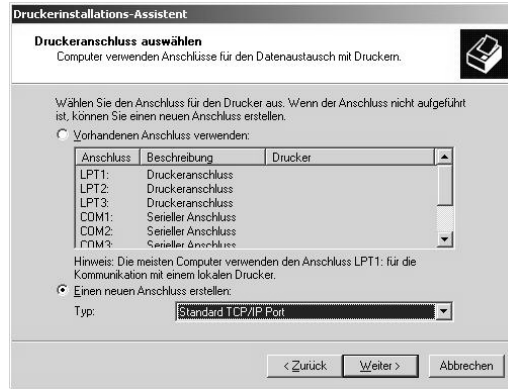 Druckerinstallations-Assistent
Druckeranschluss auswählen
Computer verwenden Anschlüsse für den Datenaustausch mit Druckern.
Wählen Sie den Anschluss für den Drucker aus. Wenn der Anschluss nicht aufgeführt
ist, können Sie einen neuen Anschluss erstellen.
Vorhandenen Anschluss verwenden:
Anschluss Beschreibung Drucker
LPT1: Druckeranschluss
LPT2: Druckeranschluss
LPT3: Druckeranschluss
COM1: Serieller Anschluss
COM2: Serieller Anschluss
COM3: Serieller Anschluss
Hinweis: Die meisten Computer verwenden den Anschluss LPT1: für die
Kommunikation mit einem lokalen Drucker.
Einen neuen Anschluss erstellen:
Typ: Standard TCP/IP Port
< Zurück Weiter > Abbrechen